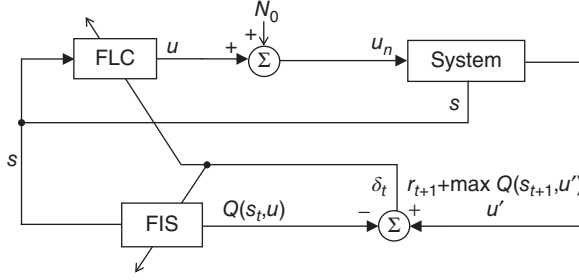 N₀
FLC
u
+
+
Σ
uₙ
System
s
s
δₜ
rₜ₊₁+max Q(sₜ₊₁,u')
FIS
Q(sₜ,u)
−
Σ
+
u'